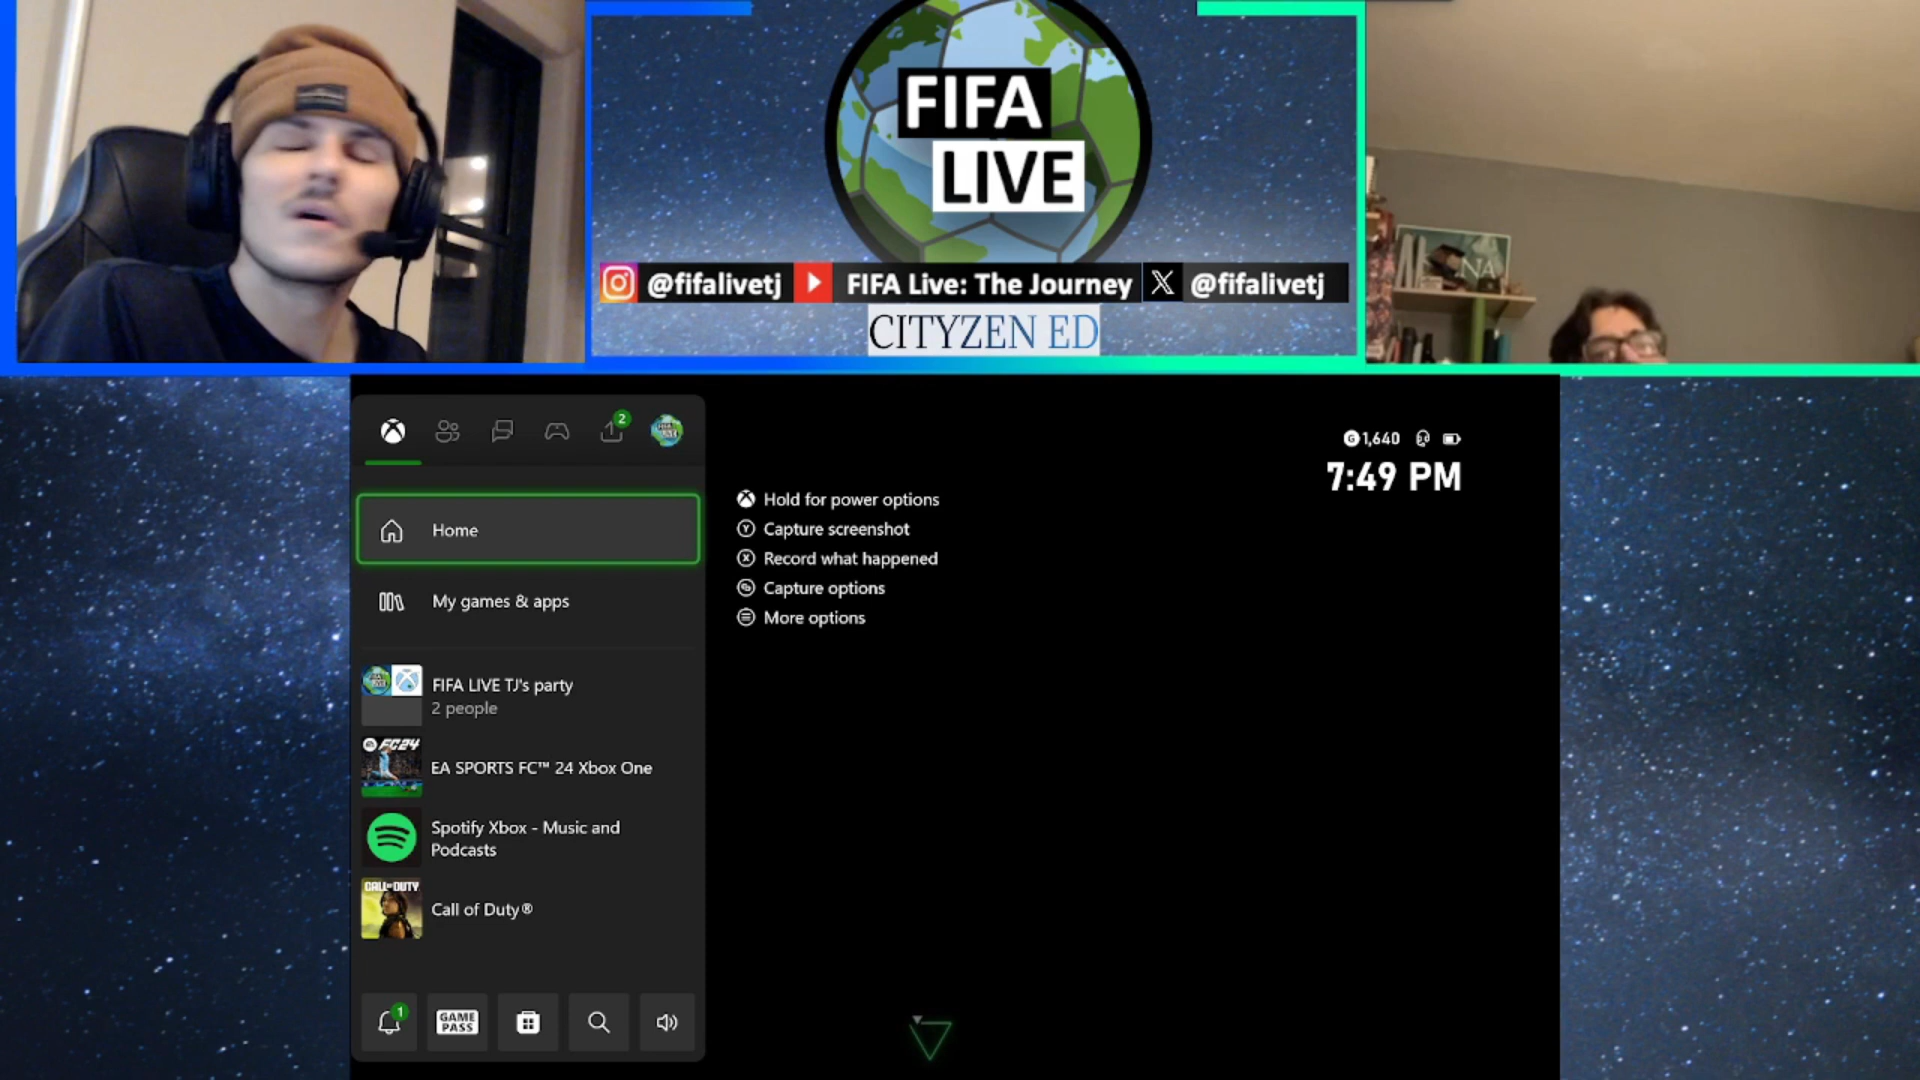 FIFA
LIVE
@fifalivetj
FIFA Live: The Journey
@fifalivetj
CITYZEN ED
NA
2
1,640
7:49 PM
Home
My games & apps
FIFA LIVE TJ's party
2 people
FC24
EA SPORTS FC™ 24 Xbox One
Spotify Xbox - Music and
Podcasts
CALL OF DUTY
Call of Duty®
Hold for power options
Capture screenshot
Record what happened
Capture options
More options
1
GAME
PASS